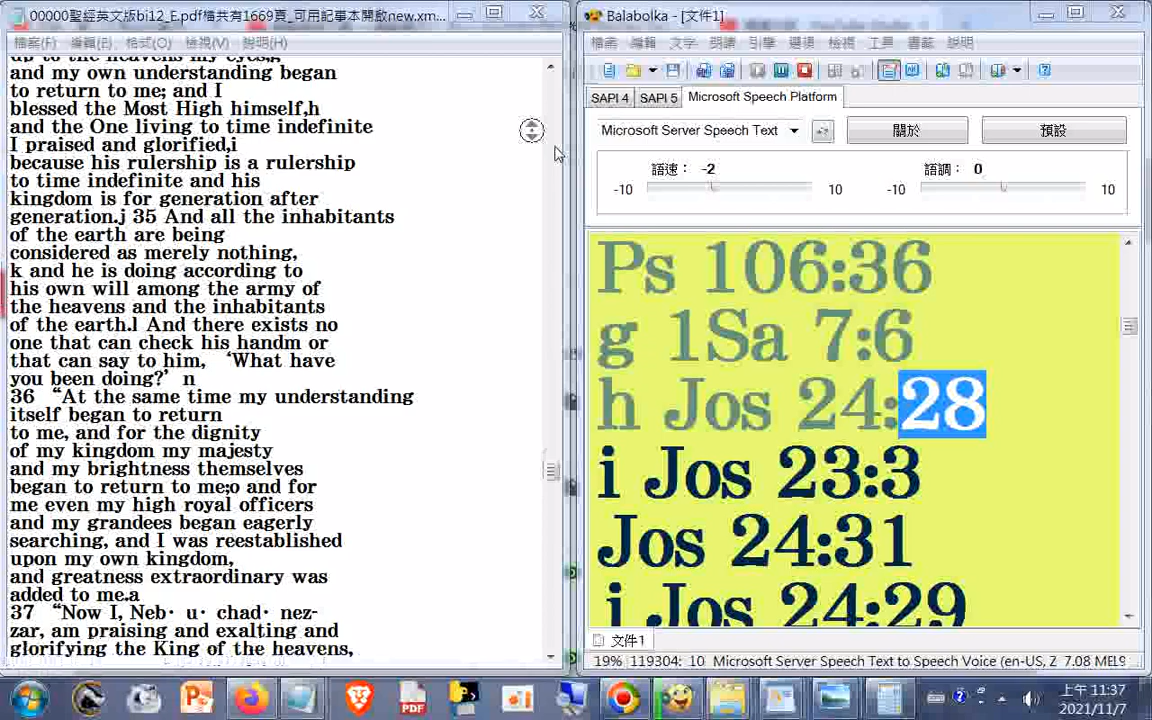 00000聖經英文版bi12_E.pdf檔共有1669頁_可用記事本開啟new.xm...
檔案(F) 編輯(E) 格式(O) 檢視(V) 說明(H)
up to the heavens my eyes,g
and my own understanding began
to return to me; and I
blessed the Most High himself,h
and the One living to time indefinite
I praised and glorified,i
because his rulership is a rulership
to time indefinite and his
kingdom is for generation after
generation.j 35 And all the inhabitants
of the earth are being
considered as merely nothing,
k and he is doing according to
his own will among the army of
the heavens and the inhabitants
of the earth.l And there exists no
one that can check his handm or
that can say to him, ‘What have
you been doing?’ n
36 “At the same time my understanding
itself began to return
to me, and for the dignity
of my kingdom my majesty
and my brightness themselves
began to return to me;o and for
me even my high royal officers
and my grandees began eagerly
searching, and I was reestablished
upon my own kingdom,
and greatness extraordinary was
added to me.a
37 “Now I, Neb· u· chad· nez-
zar, am praising and exalting and
glorifying the King of the heavens,
Balabolka - [文件1]
檔案 編輯 文字 朗讀 引擎 選項 檢視 工具 書籤 說明
SAPI 4 SAPI 5 Microsoft Speech Platform
Microsoft Server Speech Text 關於 預設
語速： -2 語調： 0
-10 10 -10 10
Ps 106:36
g 1Sa 7:6
h Jos 24:28
i Jos 23:3
Jos 24:31
j Jos 24:29
文件1
19% 119304: 10 Microsoft Server Speech Text to Speech Voice (en-US, Z 7.08
上午 11:37
2021/11/7